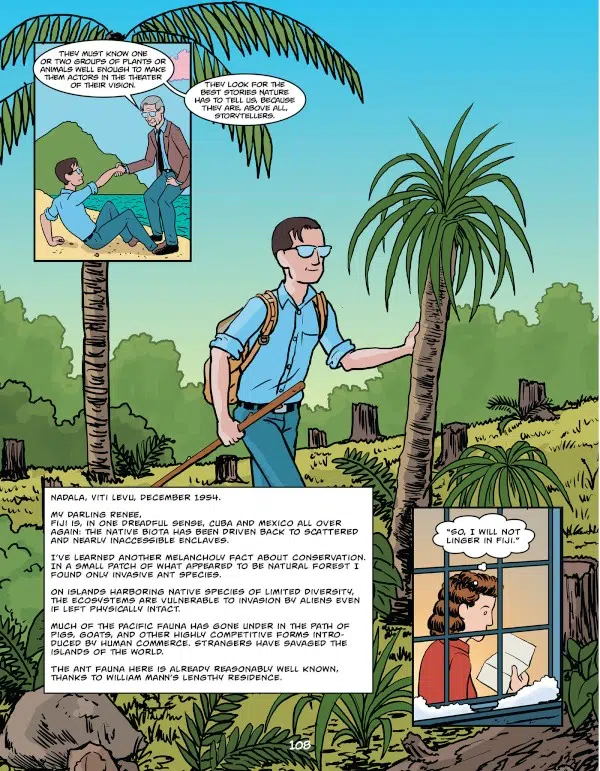 THEY MUST KNOW ONE
OR TWO GROUPS OF PLANTS OR
ANIMALS WELL ENOUGH TO MAKE
THEM ACTORS IN THE THEATER
OF THEIR VISION.
THEY LOOK FOR THE
BEST STORIES NATURE
HAS TO TELL US, BECAUSE
THEY ARE, ABOVE ALL,
STORYTELLERS.
NADALA, VITI LEVU, DECEMBER 1954.
MY DARLING RENEE,
FIJI IS, IN ONE DREADFUL SENSE, CUBA AND MEXICO ALL OVER
AGAIN: THE NATIVE BIOTA HAS BEEN DRIVEN BACK TO SCATTERED
AND NEARLY INACCESSIBLE ENCLAVES.
I'VE LEARNED ANOTHER MELANCHOLY FACT ABOUT CONSERVATION.
IN A SMALL PATCH OF WHAT APPEARED TO BE NATURAL FOREST I
FOUND ONLY INVASIVE ANT SPECIES.
ON ISLANDS HARBORING NATIVE SPECIES OF LIMITED DIVERSITY,
THE ECOSYSTEMS ARE VULNERABLE TO INVASION BY ALIENS EVEN
IF LEFT PHYSICALLY INTACT.
MUCH OF THE PACIFIC FAUNA HAS GONE UNDER IN THE PATH OF
PIGS, GOATS, AND OTHER HIGHLY COMPETITIVE FORMS INTRO-
DUCED BY HUMAN COMMERCE. STRANGERS HAVE SAVAGED THE
ISLANDS OF THE WORLD.
THE ANT FAUNA HERE IS ALREADY REASONABLY WELL KNOWN,
THANKS TO WILLIAM MANN'S LENGTHY RESIDENCE.
"SO, I WILL NOT
LINGER IN FIJI."
108